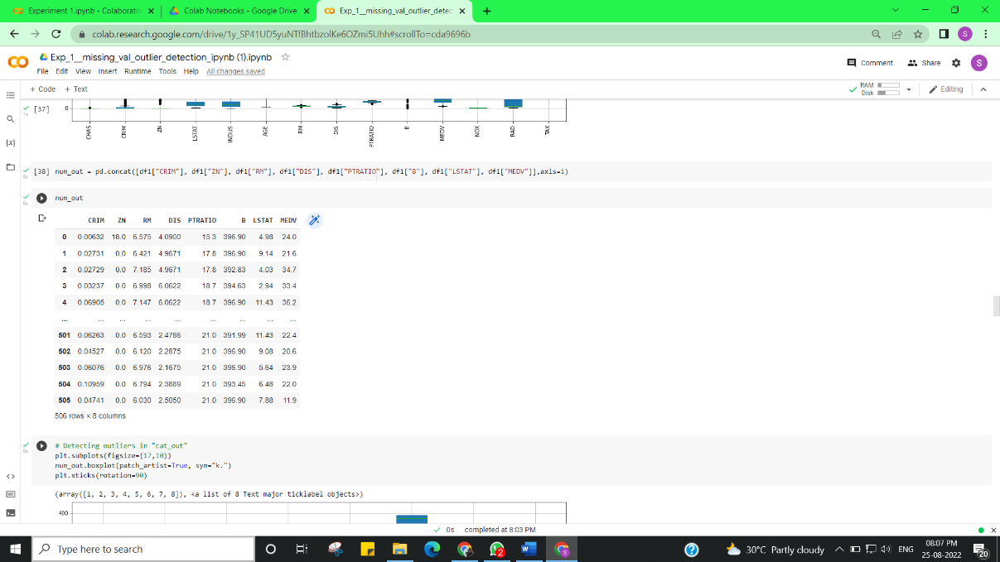 Experiment 1.ipynb - Colaborator
Colab Notebooks - Google Drive
Exp_1__missing_val_outlier_detec
colab.research.google.com/drive/1y_SP41UD5yuNTfBhtbzolKe6OZmi5Uhh#scrollTo=cda9696b
S
Exp_1__missing_val_outlier_detection_ipynb (1).ipynb
Comment
Share
S
File Edit View Insert Runtime Tools Help All changes saved
+ Code + Text
RAM
Disk
Editing
[37]
1s
0
CHAS
CRIM
ZN
LSTAT
INDUS
AGE
RM
DIS
PTRATIO
B
MEDV
NOX
RAD
TAX
{x}
[38] num_out = pd.concat([df1["CRIM"], df1["ZN"], df1["RM"], df1["DIS"], df1["PTRATIO"], df1["B"], df1["LSTAT"], df1["MEDV"]],axis=1)
0s
num_out
0s
CRIM ZN RM DIS PTRATIO B LSTAT MEDV
0 0.00632 18.0 6.575 4.0900 15.3 396.90 4.98 24.0
1 0.02731 0.0 6.421 4.9671 17.8 396.90 9.14 21.6
2 0.02729 0.0 7.185 4.9671 17.8 392.83 4.03 34.7
3 0.03237 0.0 6.998 6.0622 18.7 394.63 2.94 33.4
4 0.06905 0.0 7.147 6.0622 18.7 396.90 11.43 36.2
... ... ... ... ... ... ... ... ...
501 0.06263 0.0 6.593 2.4786 21.0 391.99 11.43 22.4
502 0.04527 0.0 6.120 2.2875 21.0 396.90 9.08 20.6
503 0.06076 0.0 6.976 2.1675 21.0 396.90 5.64 23.9
504 0.10959 0.0 6.794 2.3889 21.0 393.45 6.48 22.0
505 0.04741 0.0 6.030 2.5050 21.0 396.90 7.88 11.9
506 rows × 8 columns
# Detecting outliers in "cat_out"
0s
plt.subplots(figsize=(17,10))
num_out.boxplot(patch_artist=True, sym="k.")
plt.xticks(rotation=90)
(array([1, 2, 3, 4, 5, 6, 7, 8]), <a list of 8 Text major ticklabel objects>)
400
0s completed at 8:03 PM
Type here to search
2
S
30°C Partly cloudy
ENG
08:07 PM
25-08-2022
20